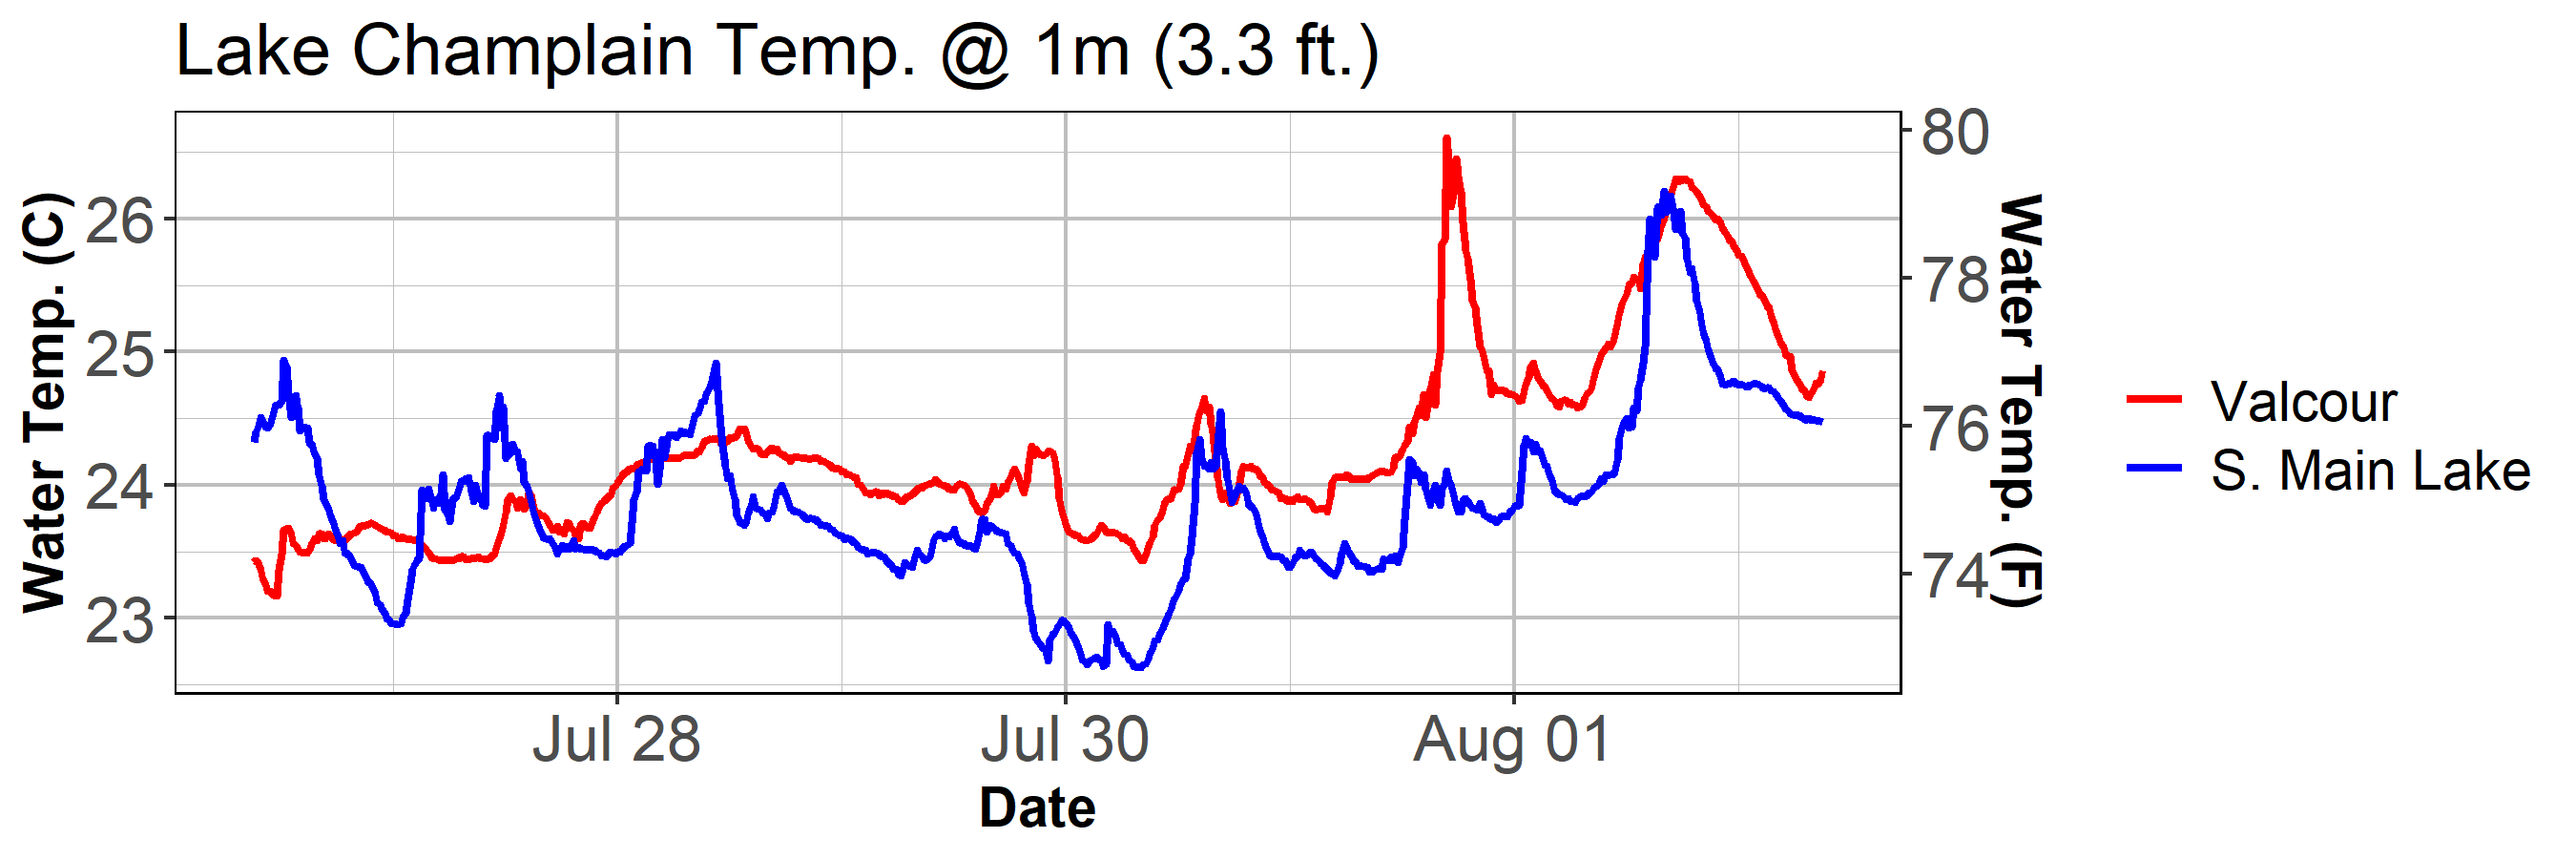 Lake Champlain Temp. @ 1m (3.3 ft.)
Water Temp. (C)
26
25
24
23
80
78
76
74
Water Temp. (F)
Jul 28
Jul 30
Aug 01
Date
Valcour
S. Main Lake